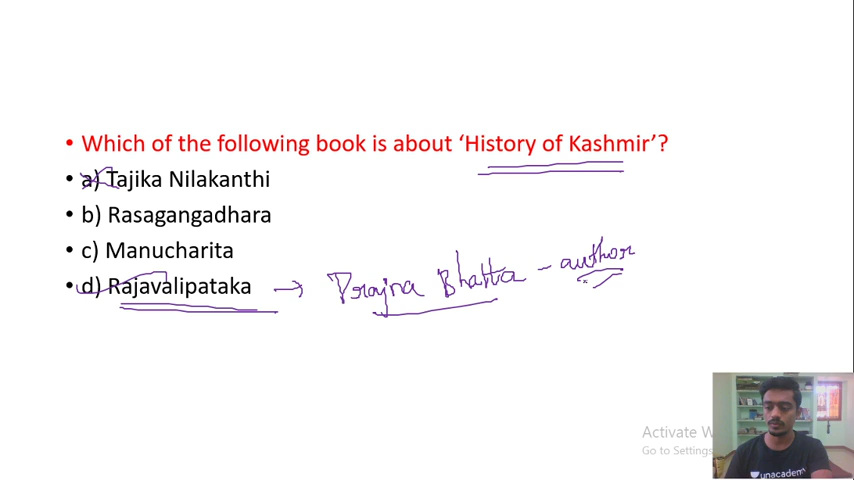 • Which of the following book is about ‘History of Kashmir’?
• a) Tajika Nilakanthi
• b) Rasagangadhara
• c) Manucharita
• d) Rajavalipataka → Prajna Bhatta - author
Activate W
Go to Settings
unacademy